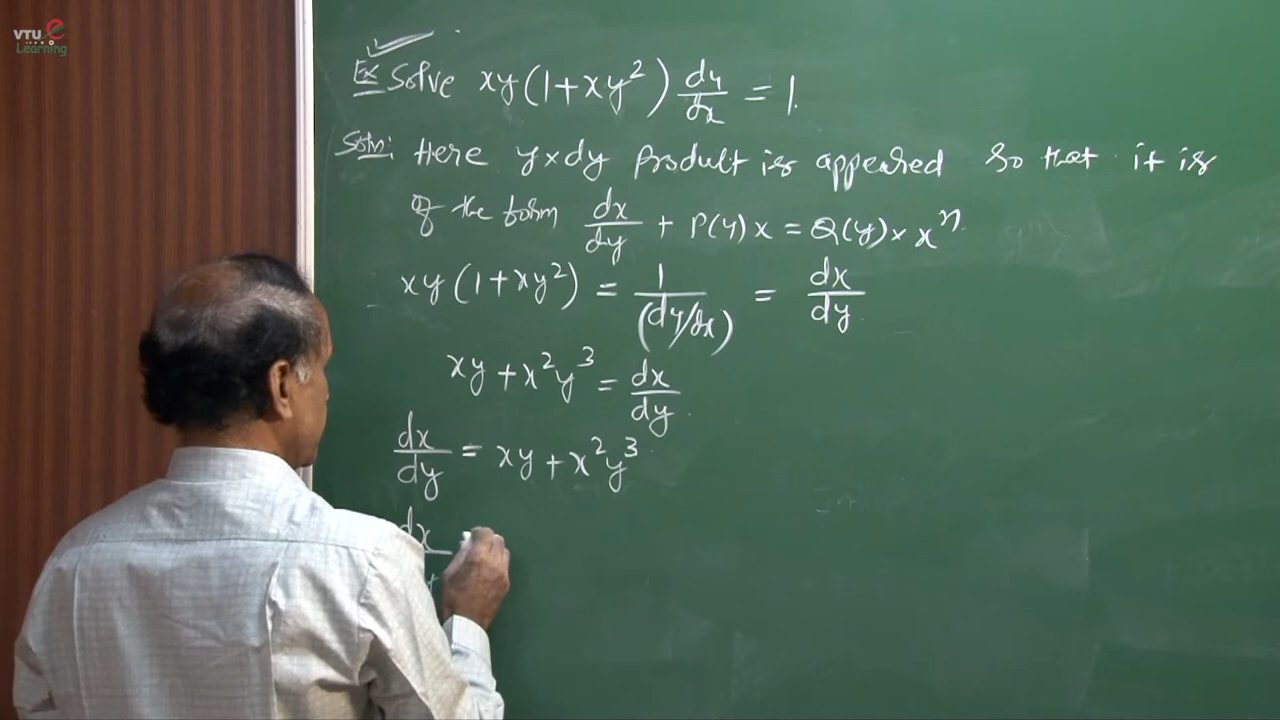 VTU e
Learning
Ex Solve xy(1+xy²) dy/dx = 1.
Soln: Here y×dy product is appeared so that it is
of the form dx/dy + P(y)x = Q(y)×xⁿ.
xy(1+xy²) = 1/(dy/dx) = dx/dy
xy + x²y³ = dx/dy.
dx/dy = xy + x²y³.
dx